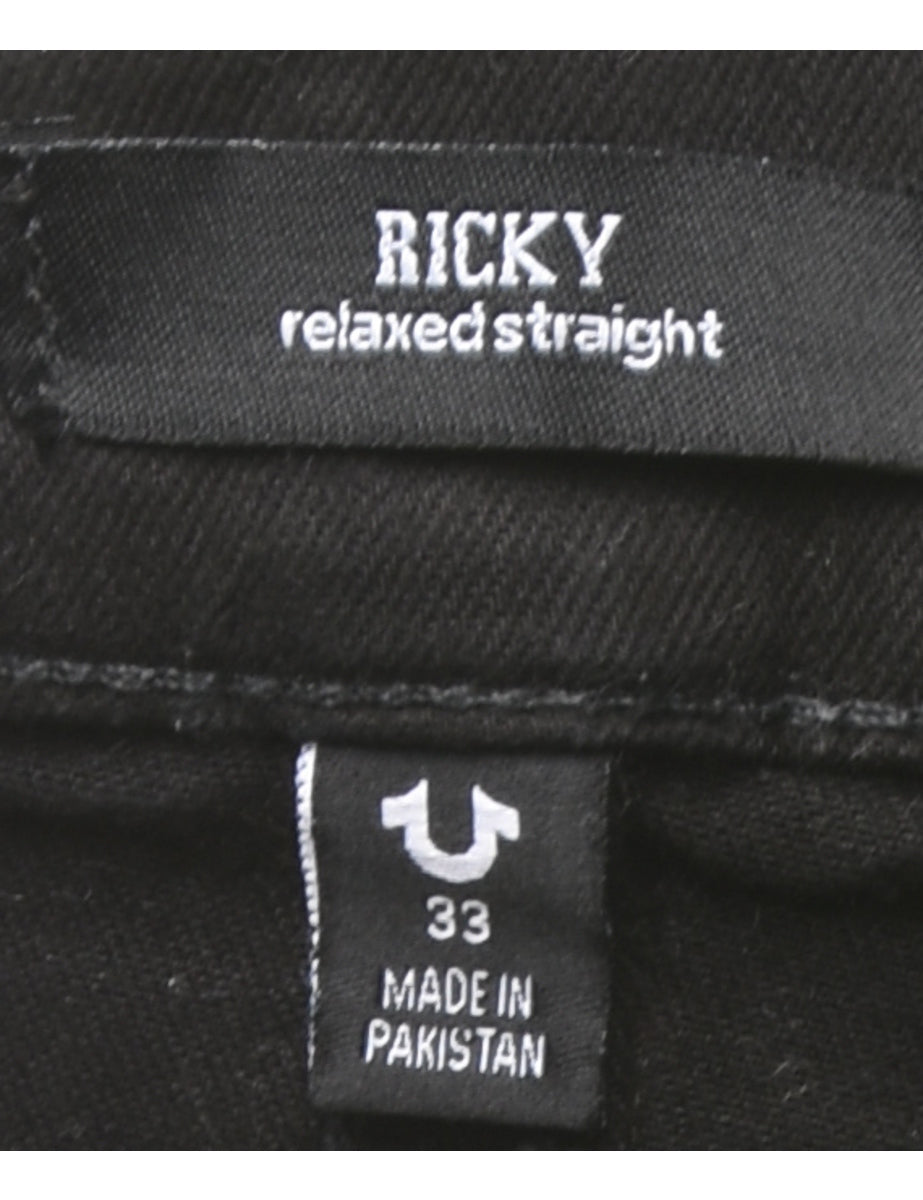 RICKY
relaxed straight
33
MADE IN
PAKISTAN